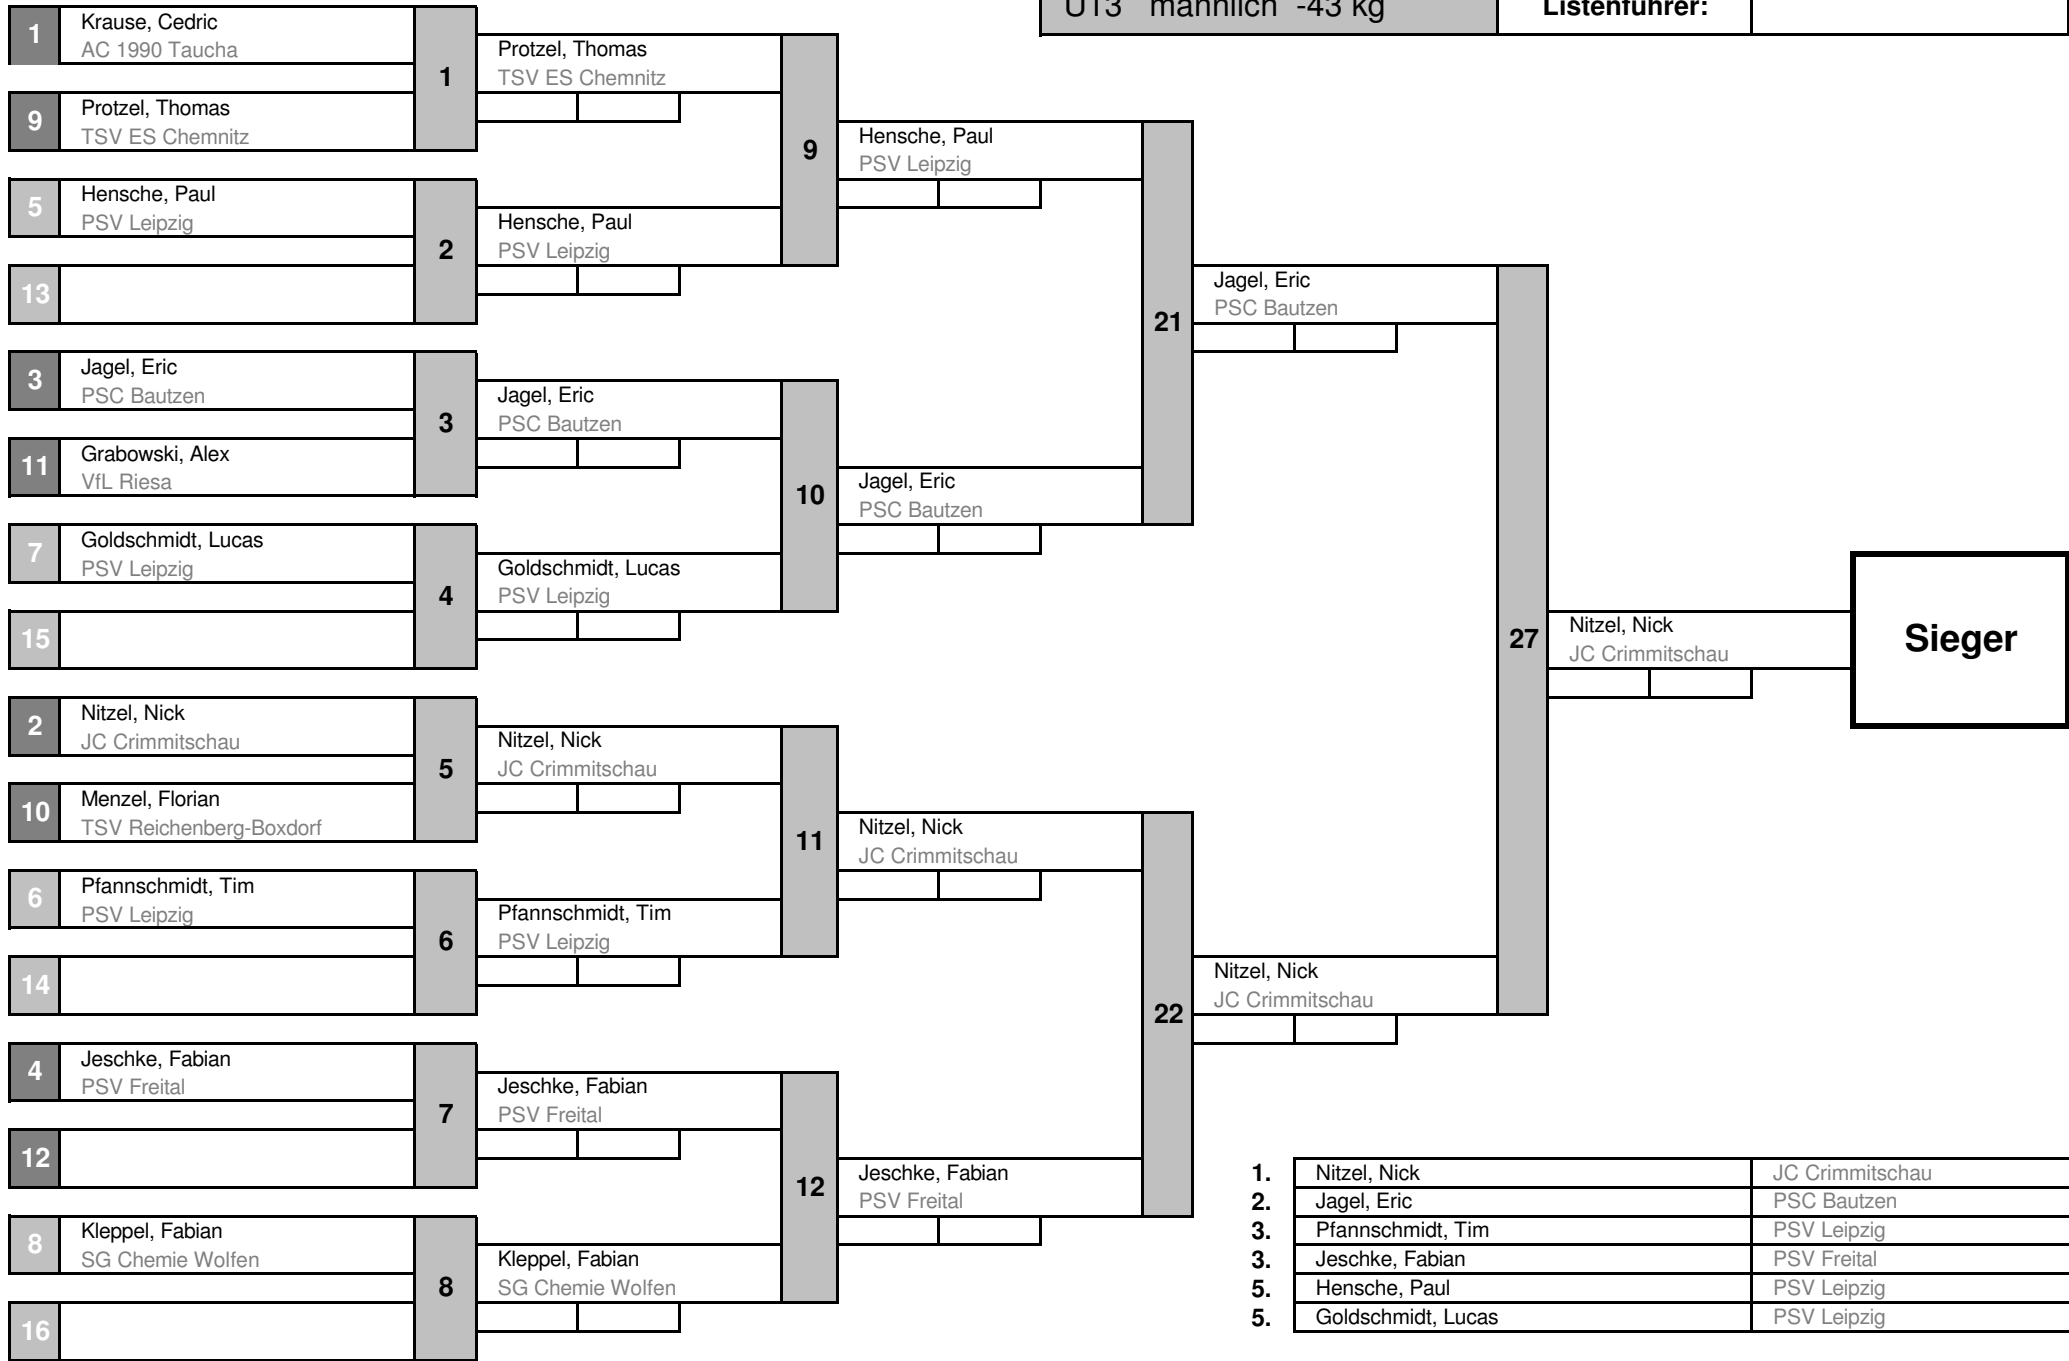 U13 männlich -43 kg
Listenführer:
1
Krause, Cedric
AC 1990 Taucha
9
Protzel, Thomas
TSV ES Chemnitz
5
Hensche, Paul
PSV Leipzig
13
3
Jagel, Eric
PSC Bautzen
11
Grabowski, Alex
VfL Riesa
7
Goldschmidt, Lucas
PSV Leipzig
15
2
Nitzel, Nick
JC Crimmitschau
10
Menzel, Florian
TSV Reichenberg-Boxdorf
6
Pfannschmidt, Tim
PSV Leipzig
14
4
Jeschke, Fabian
PSV Freital
12
8
Kleppel, Fabian
SG Chemie Wolfen
16
1
2
3
4
5
6
7
8
Protzel, Thomas
TSV ES Chemnitz
Hensche, Paul
PSV Leipzig
Jagel, Eric
PSC Bautzen
Goldschmidt, Lucas
PSV Leipzig
Nitzel, Nick
JC Crimmitschau
Pfannschmidt, Tim
PSV Leipzig
Jeschke, Fabian
PSV Freital
Kleppel, Fabian
SG Chemie Wolfen
9
10
11
12
Hensche, Paul
PSV Leipzig
Jagel, Eric
PSC Bautzen
Nitzel, Nick
JC Crimmitschau
Jeschke, Fabian
PSV Freital
21
22
Jagel, Eric
PSC Bautzen
Nitzel, Nick
JC Crimmitschau
27
Nitzel, Nick
JC Crimmitschau
Sieger
1. Nitzel, Nick JC Crimmitschau
2. Jagel, Eric PSC Bautzen
3. Pfannschmidt, Tim PSV Leipzig
3. Jeschke, Fabian PSV Freital
5. Hensche, Paul PSV Leipzig
5. Goldschmidt, Lucas PSV Leipzig